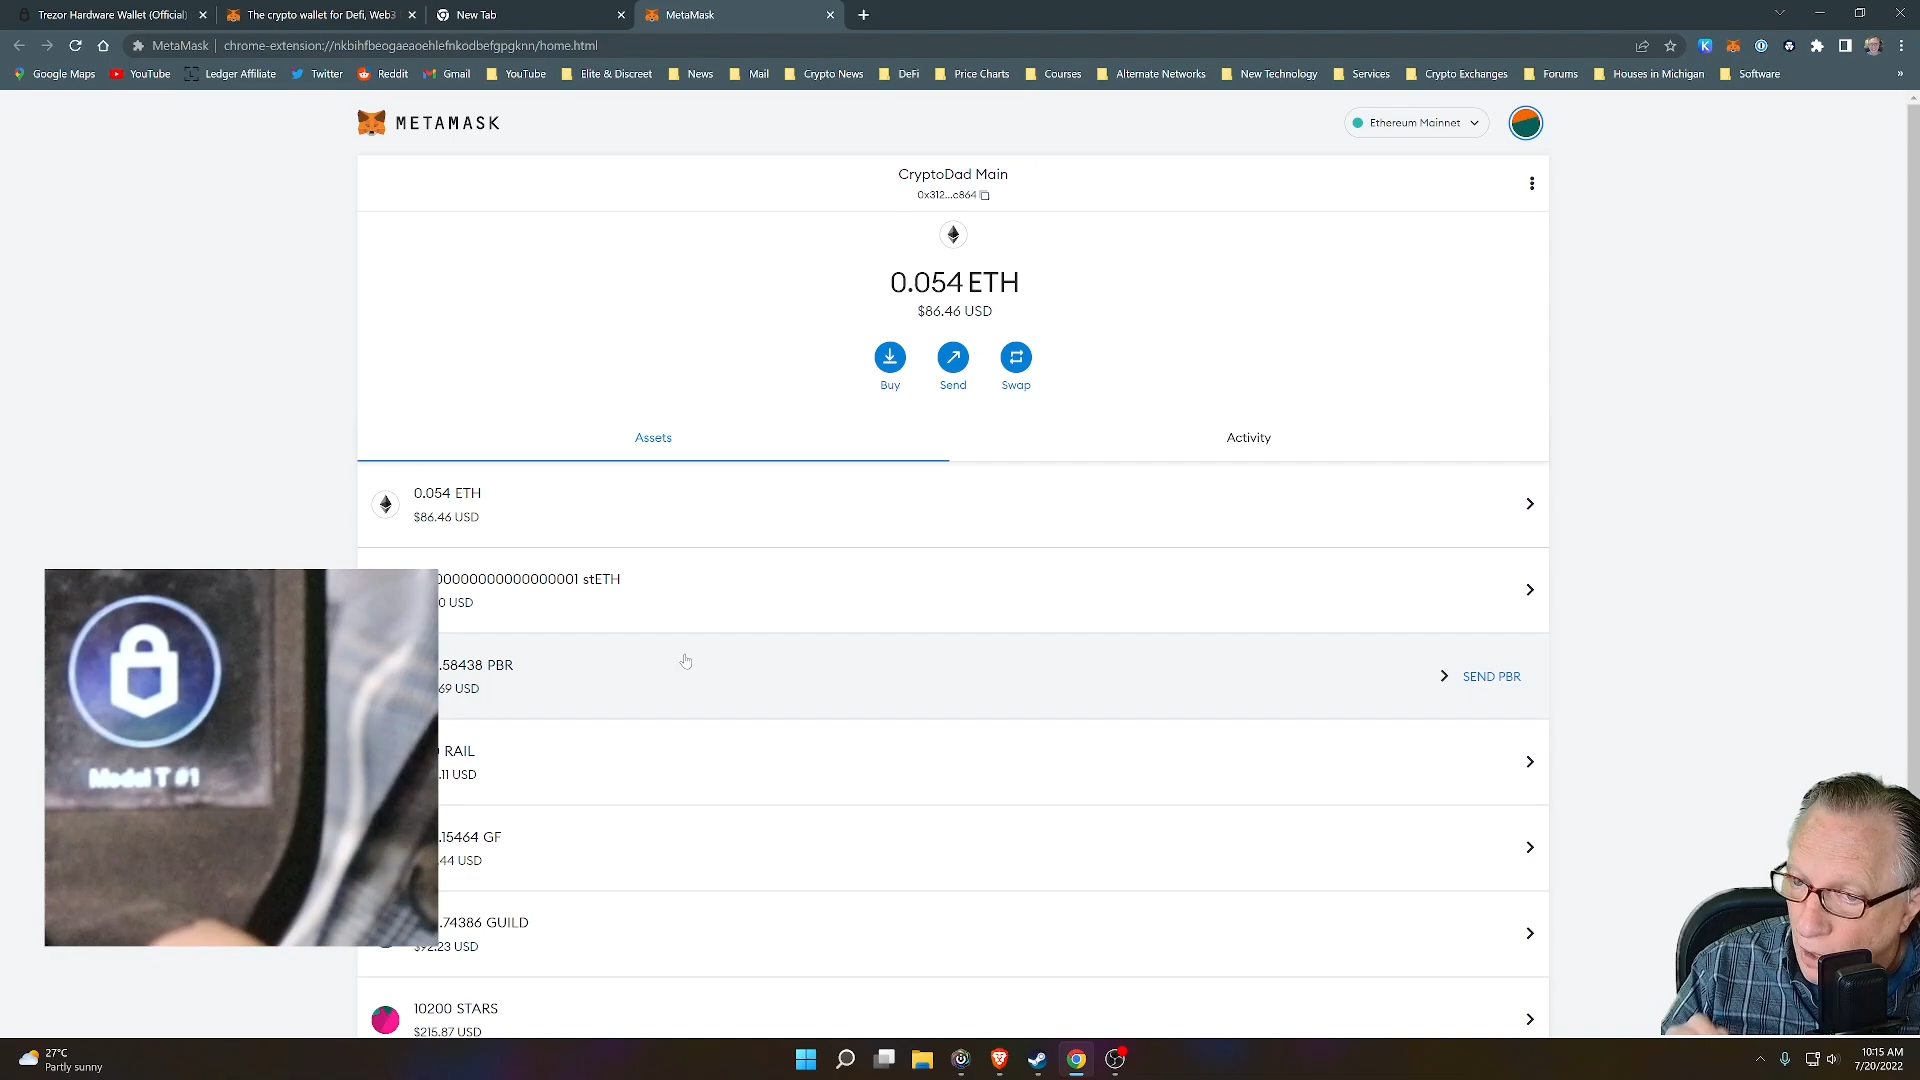 Trezor Hardware Wallet (Official)
The crypto wallet for Defi, Web3
New Tab
MetaMask
MetaMask
chrome-extension://nkbihfbeogaeaoehlefnkodbefgpgknn/home.html
Google Maps
YouTube
Ledger Affiliate
Twitter
Reddit
Gmail
YouTube
Elite & Discreet
News
Mail
Crypto News
DeFi
Price Charts
Courses
Alternate Networks
New Technology
Services
Crypto Exchanges
Forums
Houses in Michigan
Software
METAMASK
Ethereum Mainnet
CryptoDad Main
0x312...c864
0.054 ETH
$86.46 USD
Buy
Send
Swap
Assets
Activity
0.054 ETH
$86.46 USD
0000000000000000001 stETH
0 USD
.58438 PBR
69 USD
SEND PBR
RAIL
.11 USD
.15464 GF
.44 USD
.74386 GUILD
$92.23 USD
10200 STARS
$215.87 USD
Model T #1
27°C
Partly sunny
10:15 AM
7/20/2022